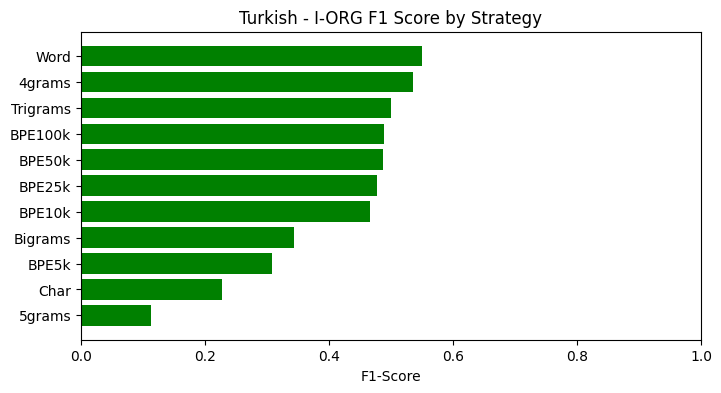 Turkish - I-ORG F1 Score by Strategy
Word
4grams
Trigrams
BPE100k
BPE50k
BPE25k
BPE10k
Bigrams
BPE5k
Char
5grams
0.0 0.2 0.4 0.6 0.8 1.0
F1-Score